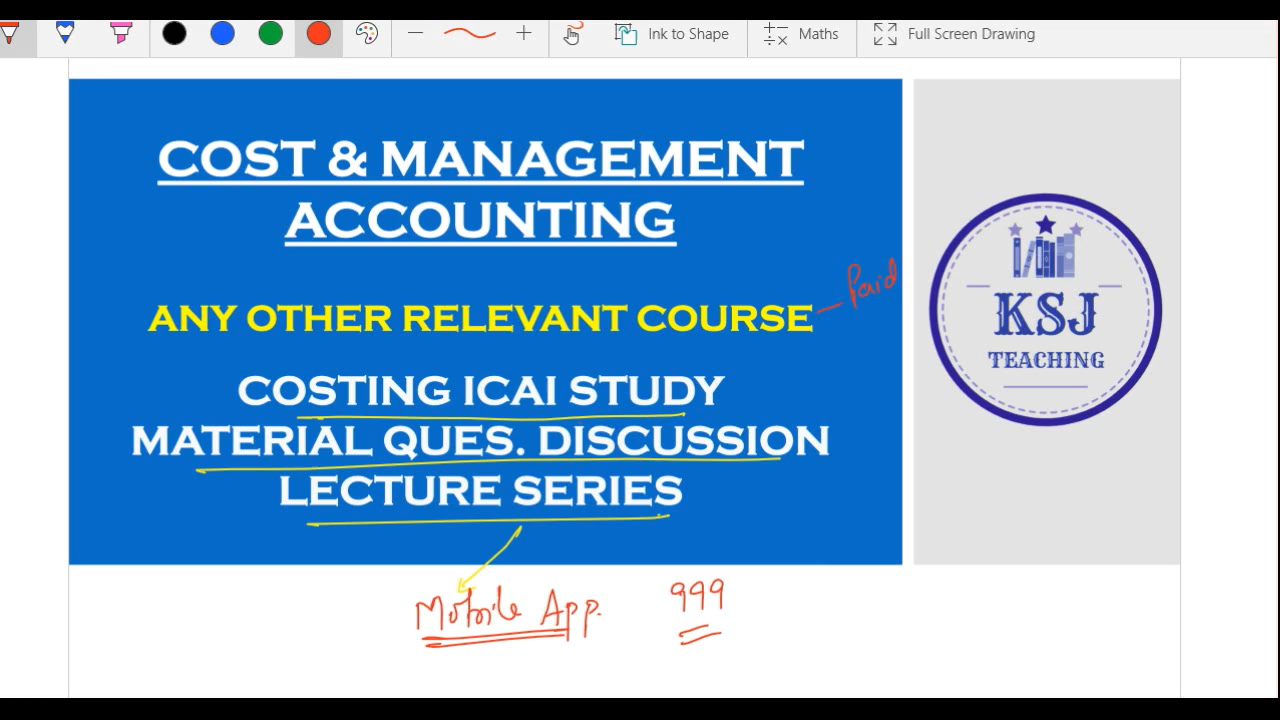 Ink to Shape
Maths
Full Screen Drawing
COST & MANAGEMENT
ACCOUNTING
ANY OTHER RELEVANT COURSE
Paid
COSTING ICAI STUDY
MATERIAL QUES. DISCUSSION
LECTURE SERIES
Mobile App.
999
KSJ
TEACHING